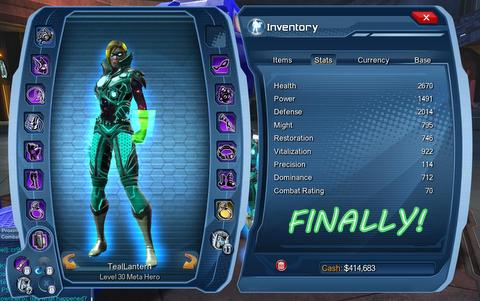 Inventory
Items Stats Currency Base
Health 2670
Power 1491
Defense 2014
Might 795
Restoration 746
Vitalization 922
Precision 114
Dominance 712
Combat Rating 70
FINALLY!
Cash: $414,683
TealLantern
Level 30 Meta Hero